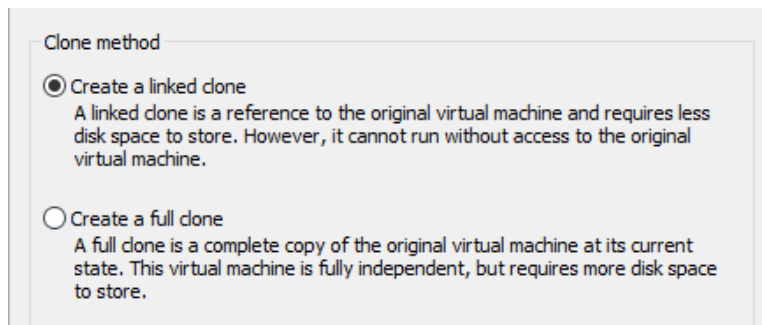 Clone method
Create a linked clone
A linked clone is a reference to the original virtual machine and requires less
disk space to store. However, it cannot run without access to the original
virtual machine.
Create a full clone
A full clone is a complete copy of the original virtual machine at its current
state. This virtual machine is fully independent, but requires more disk space
to store.